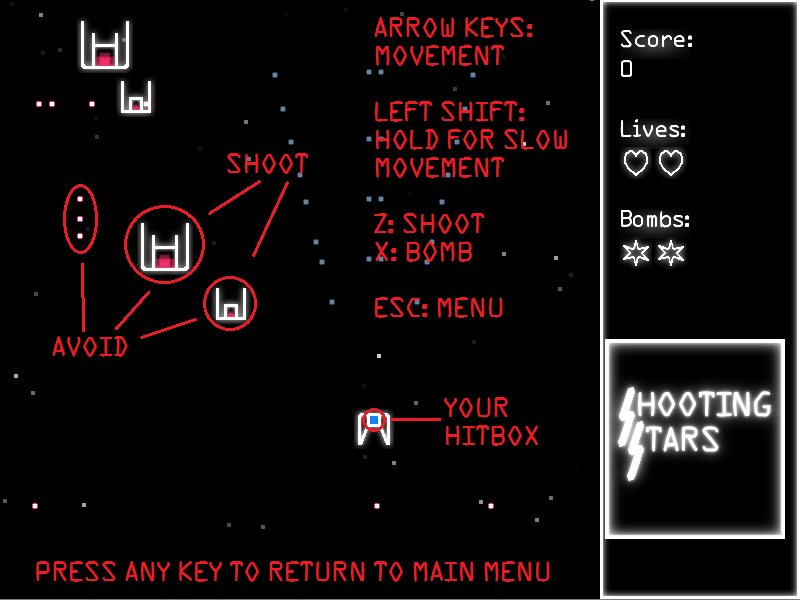 ARROW KEYS:
MOVEMENT
LEFT SHIFT:
HOLD FOR SLOW
MOVEMENT
Z: SHOOT
X: BOMB
ESC: MENU
SHOOT
AVOID
YOUR
HITBOX
PRESS ANY KEY TO RETURN TO MAIN MENU
Score:
0
Lives:
Bombs:
SHOOTING
STARS